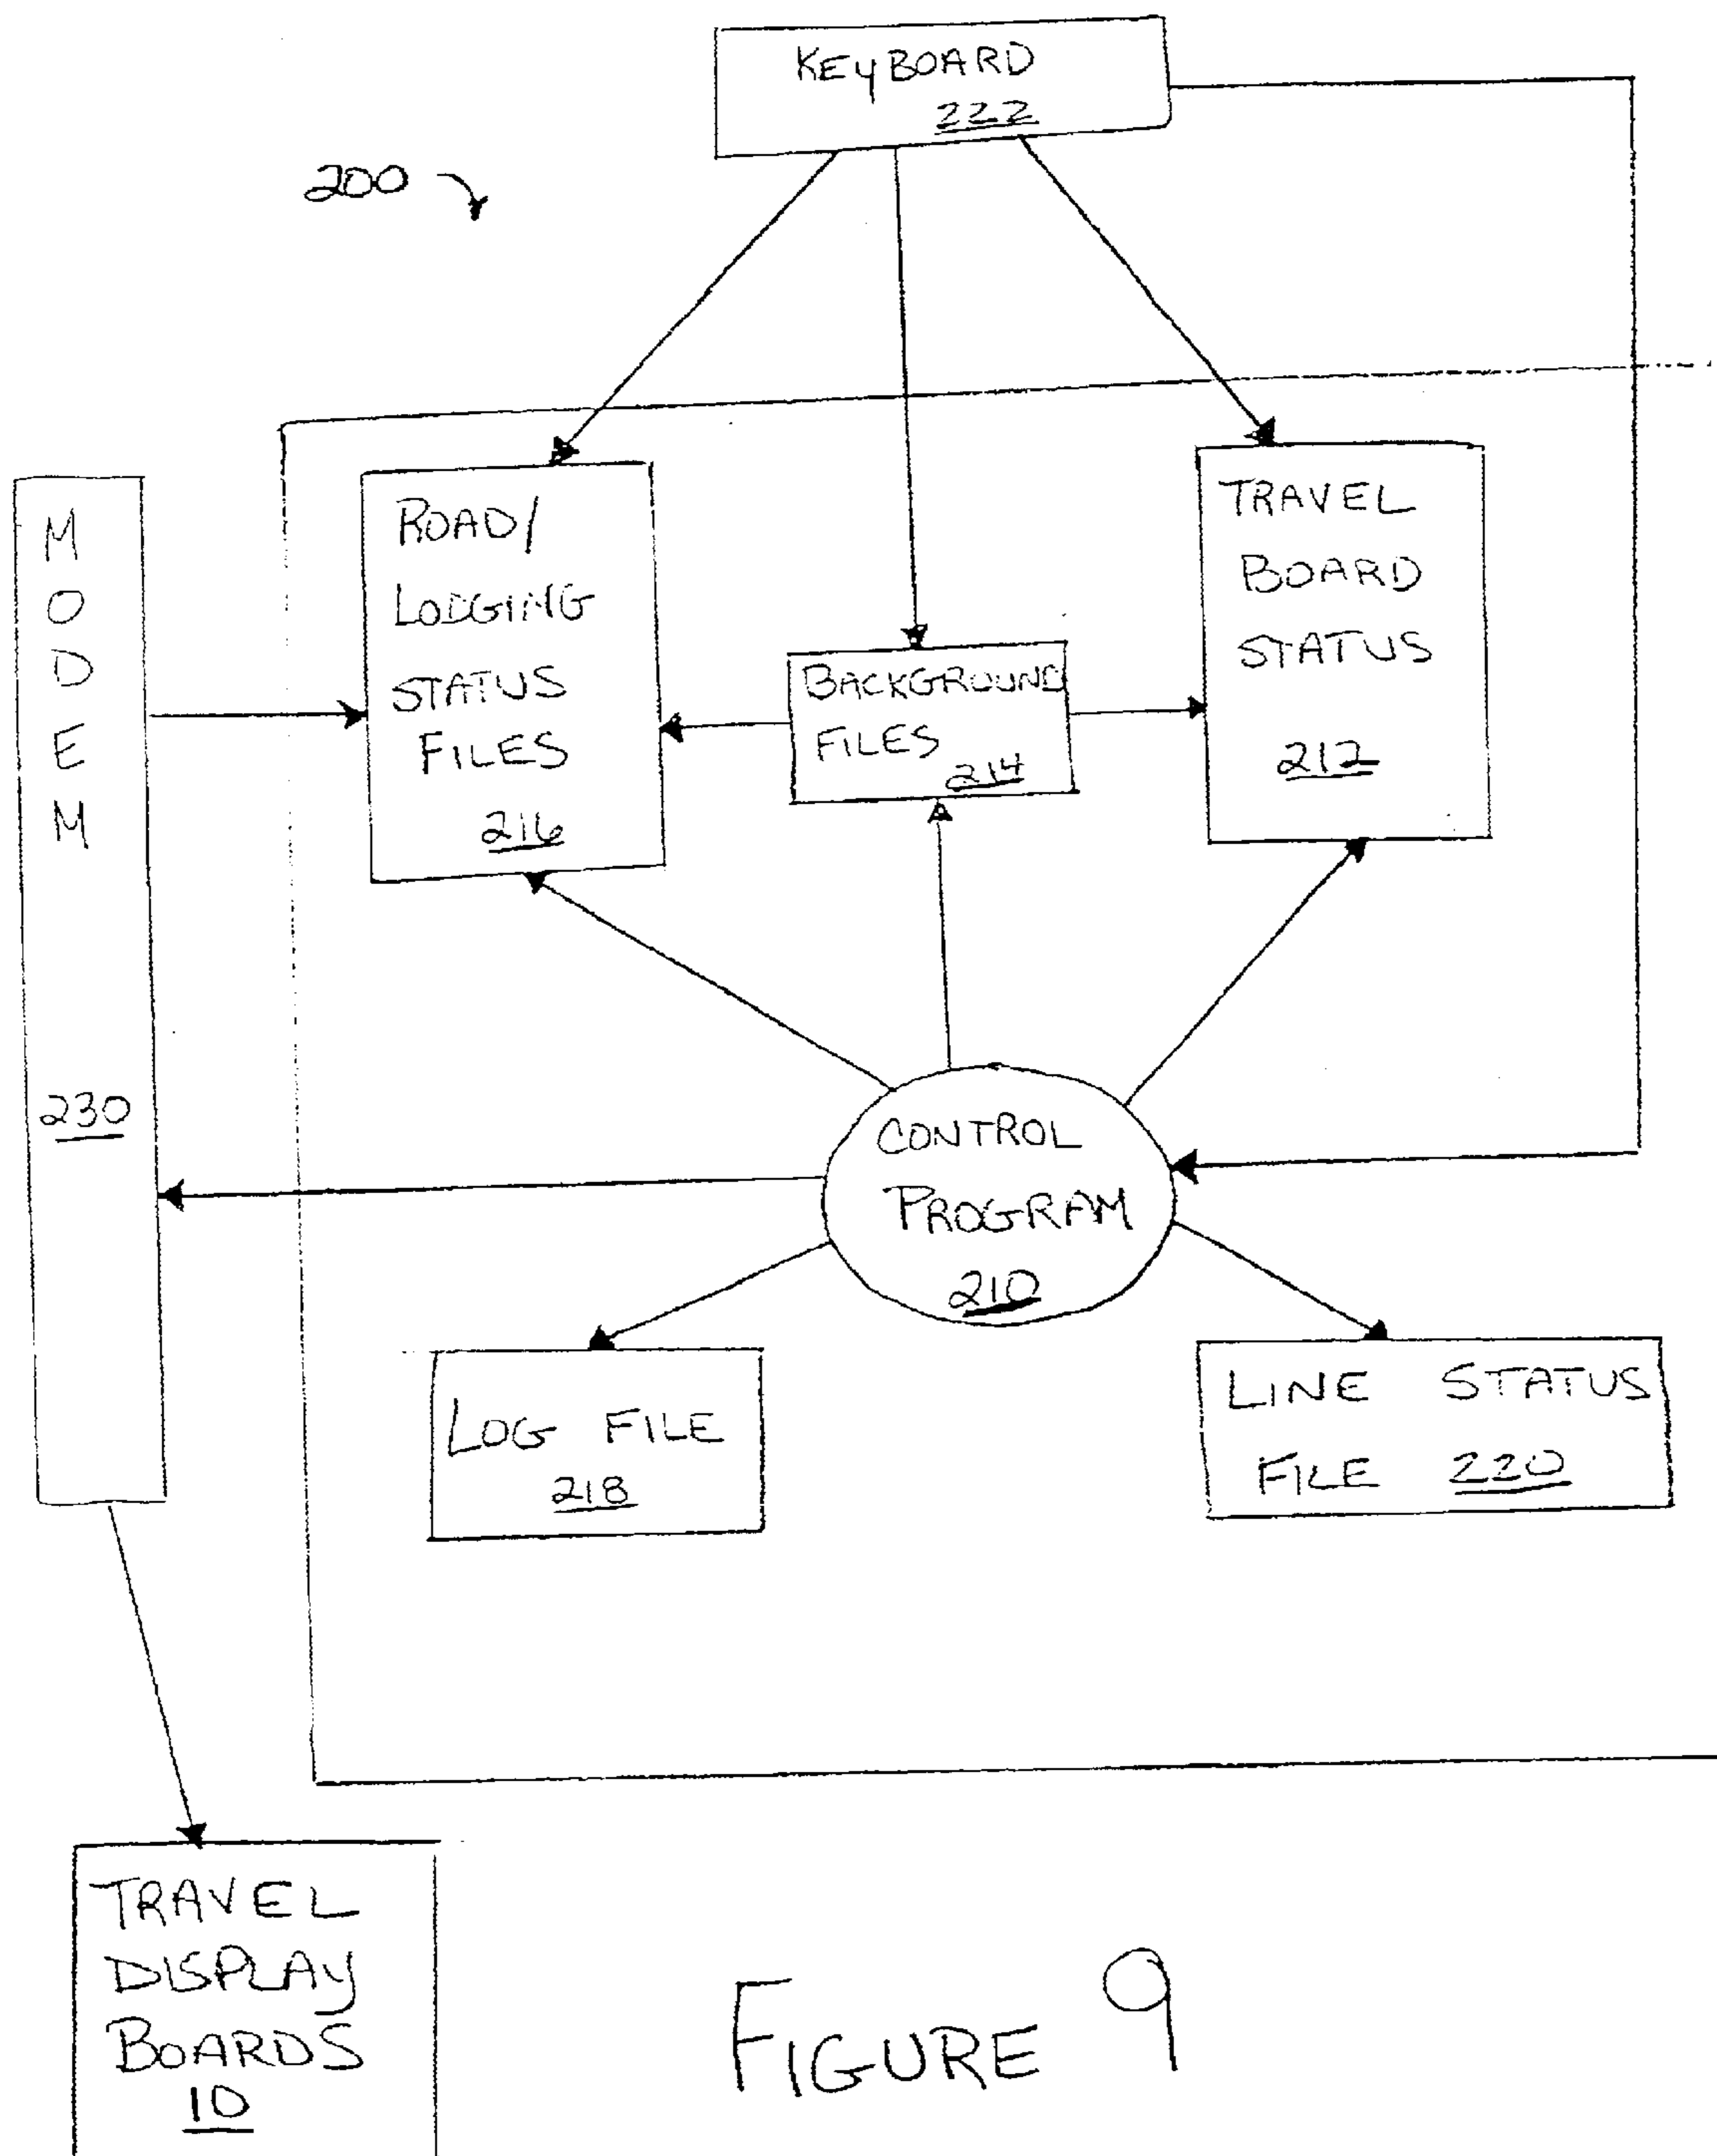 KEYBOARD
222
200
MODEM
230
ROAD/
LODGING
STATUS
FILES
216
BACKGROUND
FILES
214
TRAVEL
BOARD
STATUS
212
CONTROL
PROGRAM
210
LOG FILE
218
LINE STATUS
FILE 220
TRAVEL
DISPLAY
BOARDS
10
FIGURE 9